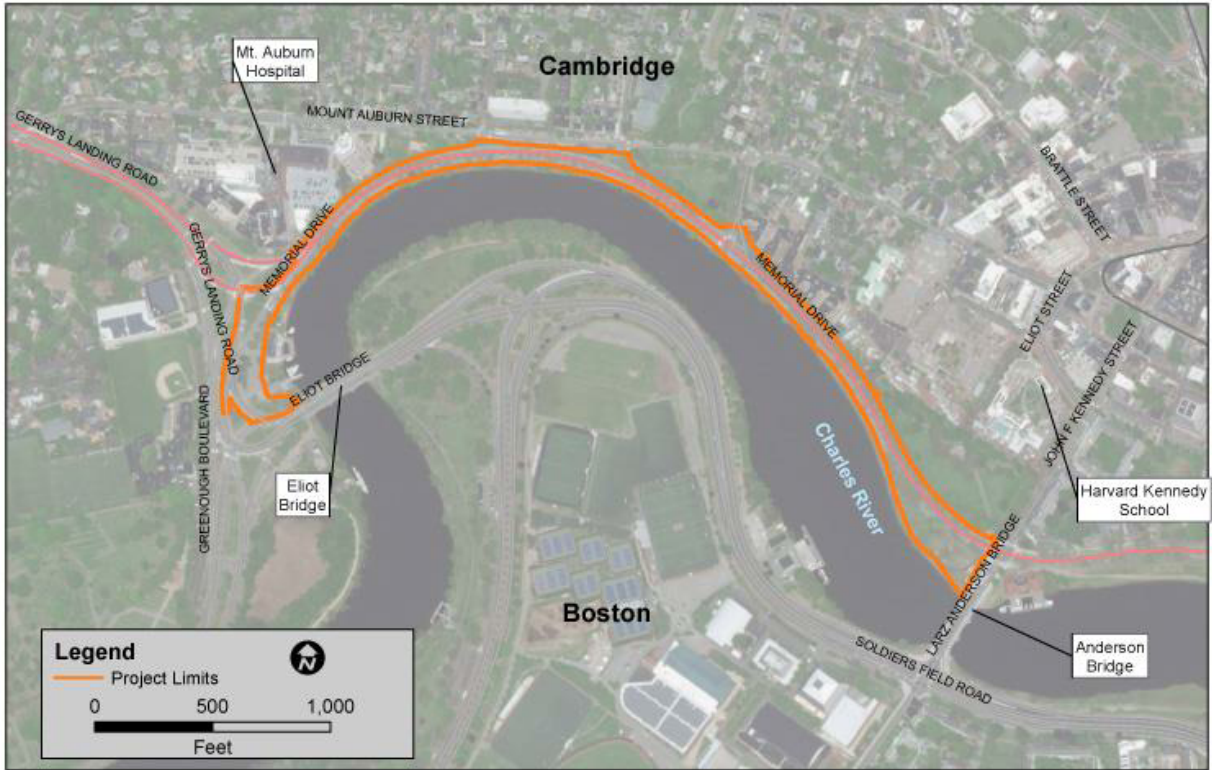 Mt. Auburn
Hospital
Cambridge
MOUNT AUBURN STREET
GERRYS LANDING ROAD
BRATTLE STREET
GERRYS LANDING ROAD
MEMORIAL DRIVE
MEMORIAL DRIVE
ELIOT STREET
JOHN F KENNEDY STREET
ELIOT BRIDGE
GREENOUGH BOULEVARD
Eliot
Bridge
Charles River
Harvard Kennedy
School
LARZ ANDERSON BRIDGE
Boston
SOLDIERS FIELD ROAD
Anderson
Bridge
Legend
N
Project Limits
0 500 1,000
Feet